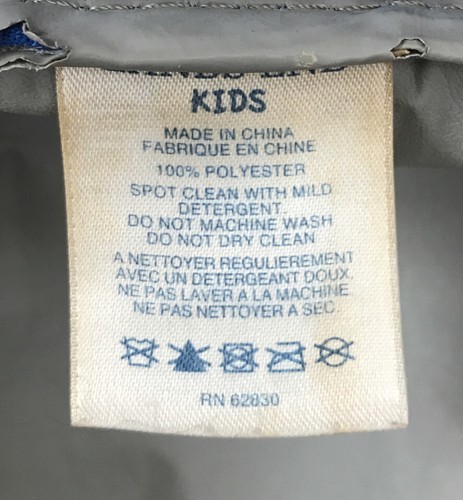 KIDS
MADE IN CHINA
FABRIQUE EN CHINE
100% POLYESTER
SPOT CLEAN WITH MILD
DETERGENT.
DO NOT MACHINE WASH
DO NOT DRY CLEAN
A NETTOYER REGULIEREMENT
AVEC UN DETERGEANT DOUX.
NE PAS LAVER A LA MACHINE
NE PAS NETTOYER A SEC.
RN 62830